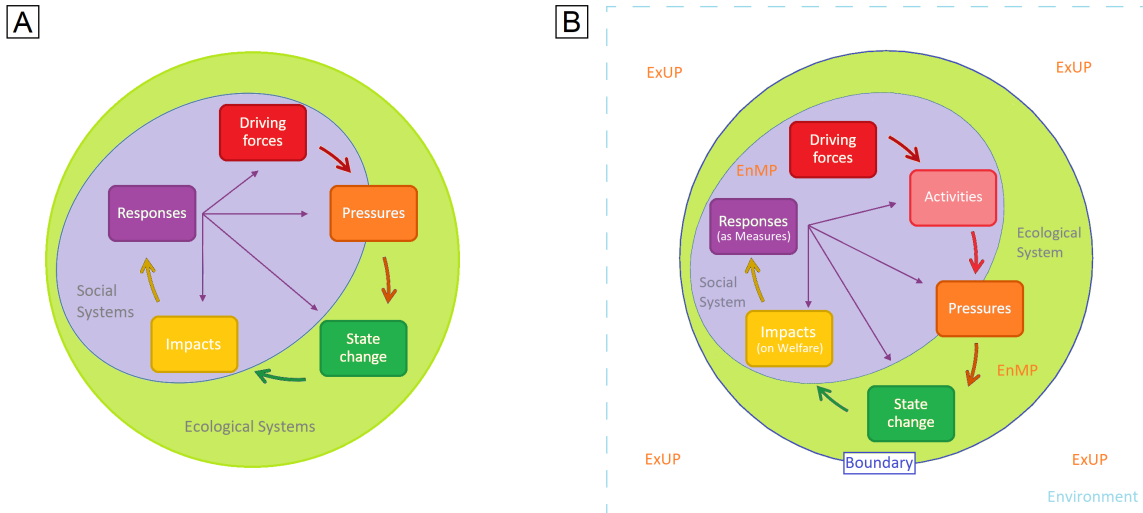 A
Driving
forces
Responses
Pressures
Social
Systems
Impacts
State
change
Ecological Systems
B
ExUP
ExUP
Driving
forces
EnMP
Activities
Responses
(as Measures)
Ecological
System
Social
System
Pressures
Impacts
(on Welfare)
EnMP
State
change
ExUP
Boundary
ExUP
Environment